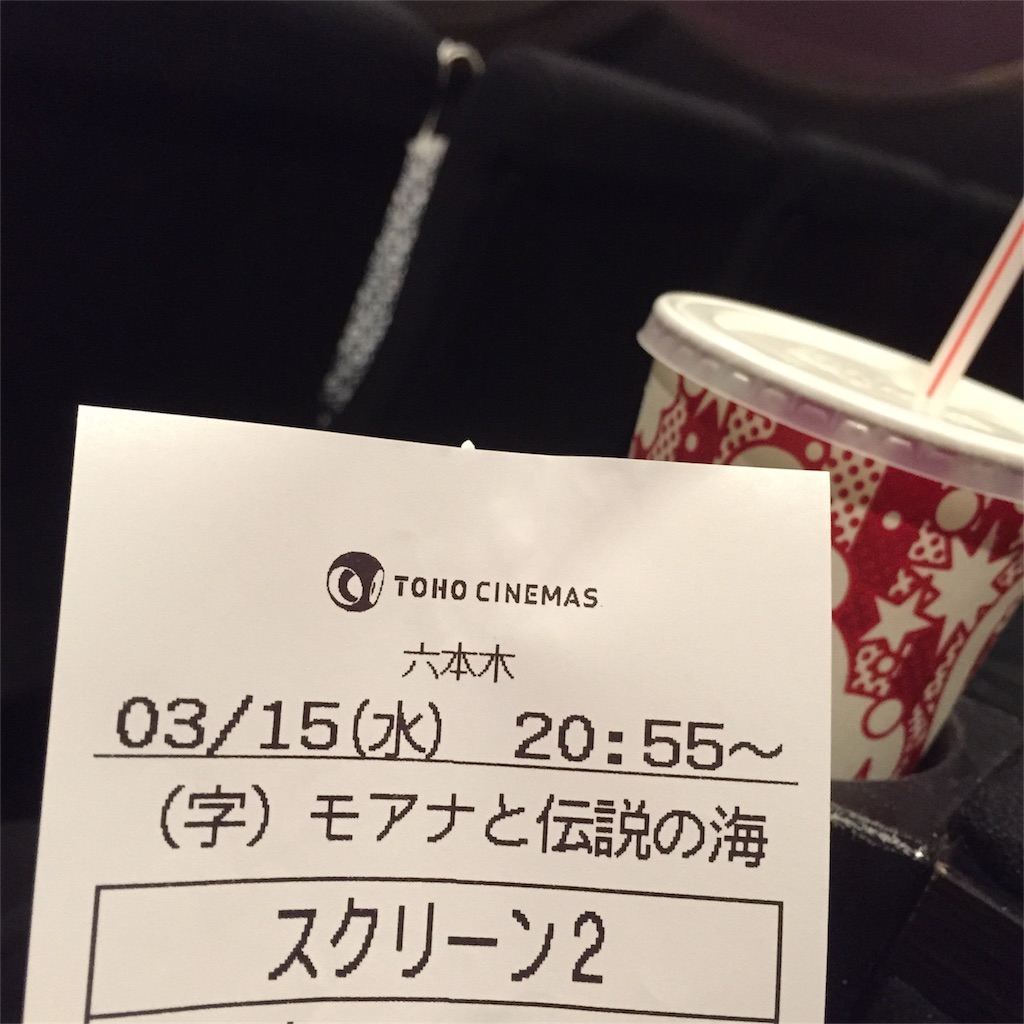 TOHO CINEMAS
六本木
03/15(水) 20:55～
(字) モアナと伝説の海
スクリーン2